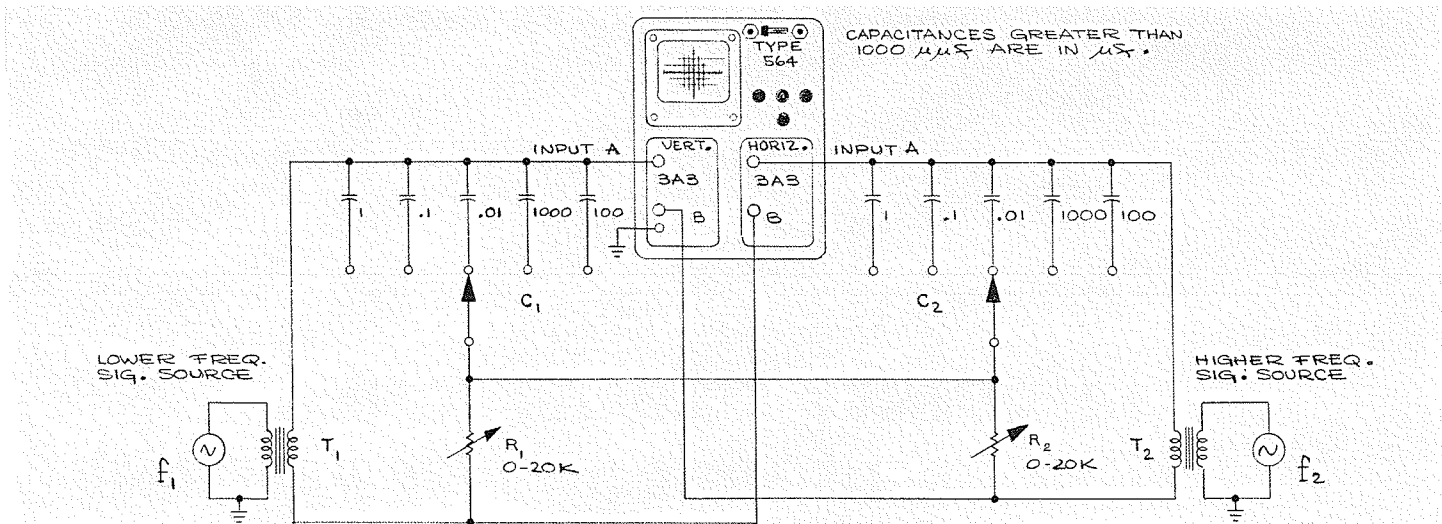 CAPACITANCES GREATER THAN
1000 μμf ARE IN μf.
TYPE
564
INPUT A
VERT.
HORIZ.
INPUT A
3A3
3A3
B
B
1
.1
.01
1000
100
1
.1
.01
1000
100
C1
C2
LOWER FREQ.
SIG. SOURCE
HIGHER FREQ.
SIG. SOURCE
f1
T1
R1
0-20K
R2
0-20K
T2
f2